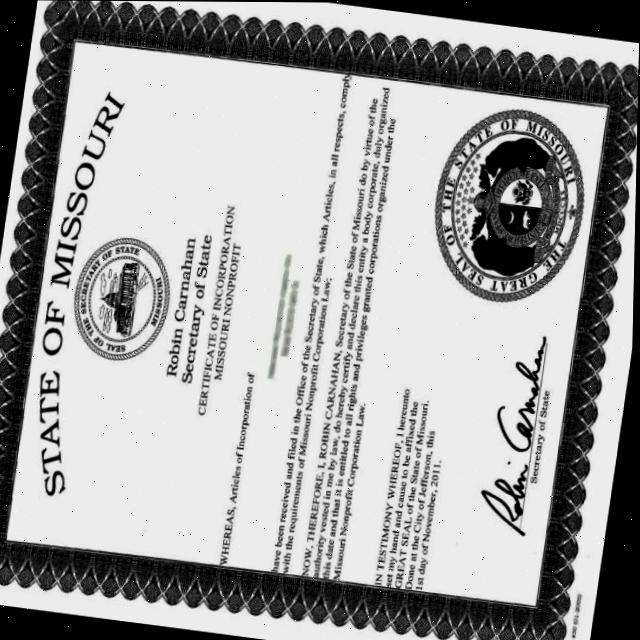 STATE OF MISSOURI
SEAL OF THE SECRETARY OF STATE
MISSOURI
Robin Carnahan
Secretary of State
CERTIFICATE OF INCORPORATION
MISSOURI NONPROFIT
WHEREAS, Articles of Incorporation of
have been received and filed in the Office of the Secretary of State, which Articles, in all respects, comply
with the requirements of Missouri Nonprofit Corporation Law;
NOW, THEREFORE, I, ROBIN CARNAHAN, Secretary of the State of Missouri do by virtue of the
authority vested in me by law, do hereby certify and declare this entity a body corporate, duly organized
this date and that it is entitled to all rights and privileges granted corporations organized under the
Missouri Nonprofit Corporation Law.
IN TESTIMONY WHEREOF, I hereunto
set my hand and cause to be affixed the
GREAT SEAL of the State of Missouri.
Done at the City of Jefferson, this
1st day of November, 2011.
THE GREAT SEAL OF THE STATE OF MISSOURI
Robin Carnahan
Secretary of State